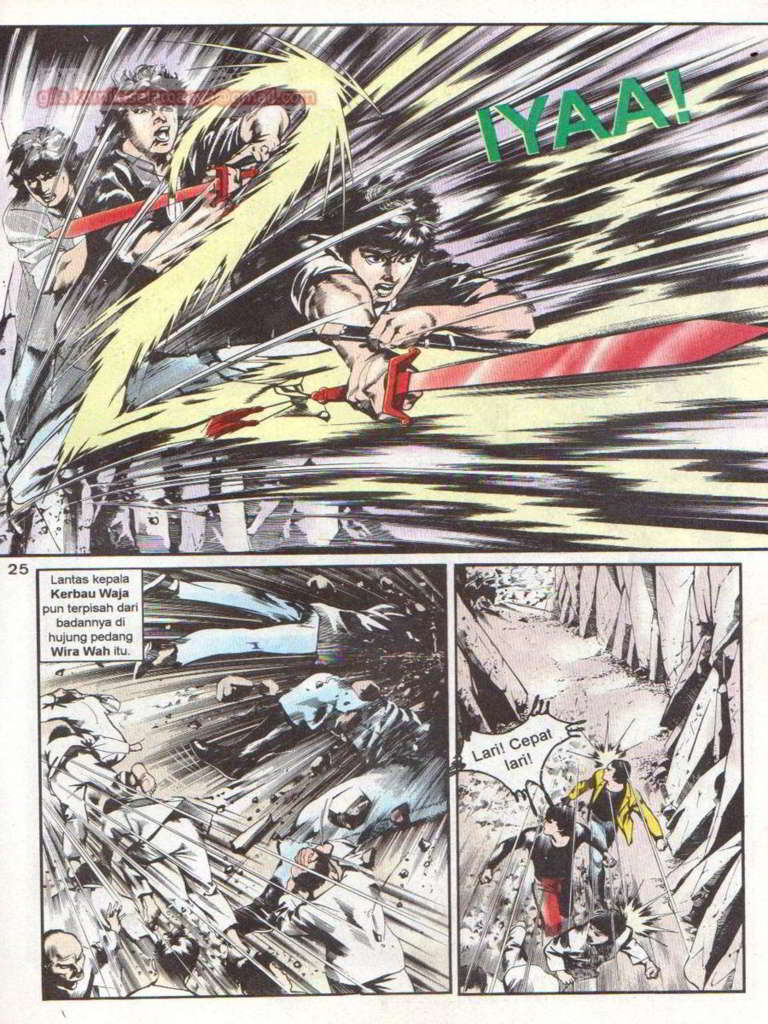 IYAA!
25
Lantas kepala
Kerbau Waja
pun terpisah dari
badannya di
hujung pedang
Wira Wah itu.
Lari! Cepat
lari!